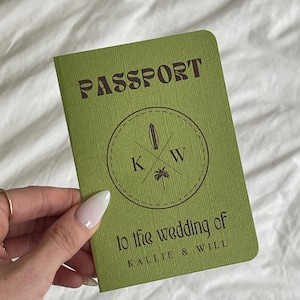 PASSPORT
K W
to the wedding of
KALLIE & WILL